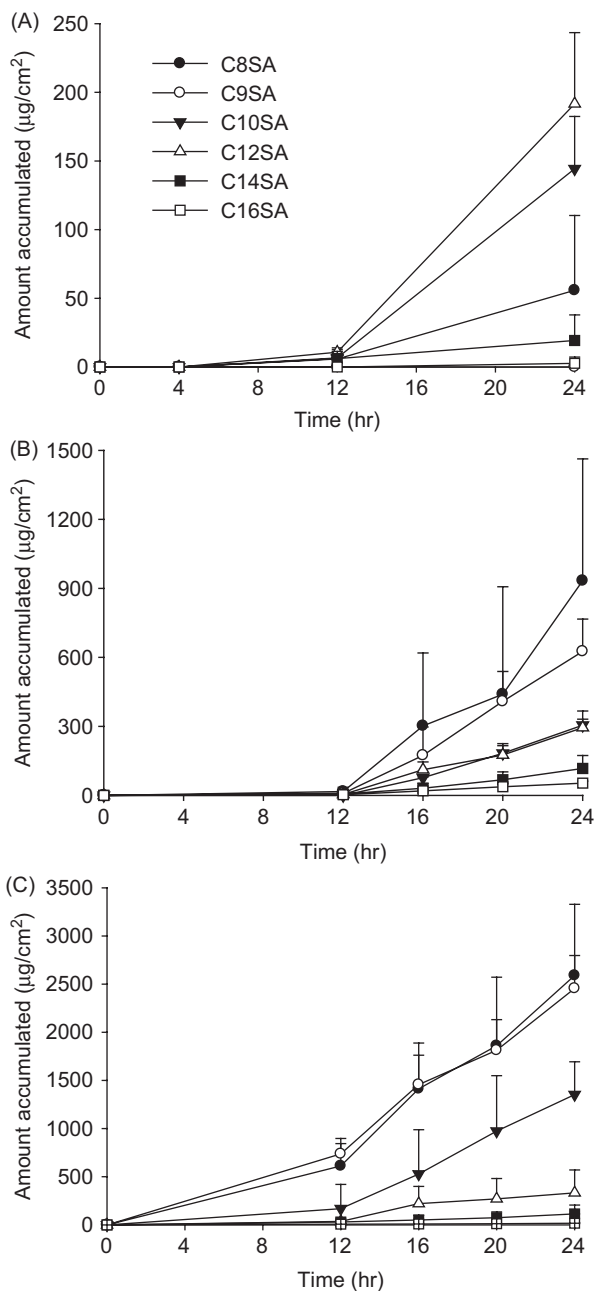 (A)
Amount accumulated (µg/cm²)
250
200
150
100
50
0
C8SA
C9SA
C10SA
C12SA
C14SA
C16SA
0 4 8 12 16 20 24
Time (hr)
(B)
Amount accumulated (µg/cm²)
1500
1200
900
600
300
0
0 4 8 12 16 20 24
Time (hr)
(C)
Amount accumulated (µg/cm²)
3500
3000
2500
2000
1500
1000
500
0
0 4 8 12 16 20 24
Time (hr)